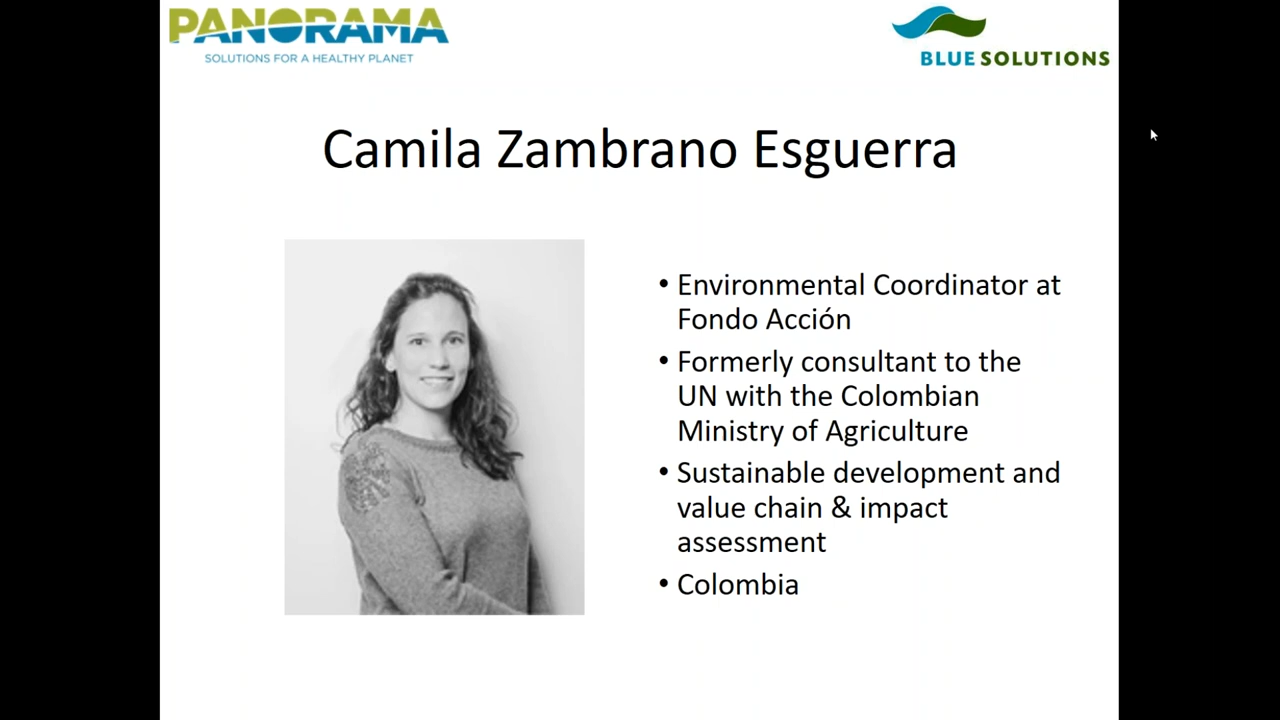 PANORAMA
SOLUTIONS FOR A HEALTHY PLANET
BLUE SOLUTIONS
Camila Zambrano Esguerra
• Environmental Coordinator at
Fondo Acción
• Formerly consultant to the
UN with the Colombian
Ministry of Agriculture
• Sustainable development and
value chain & impact
assessment
• Colombia